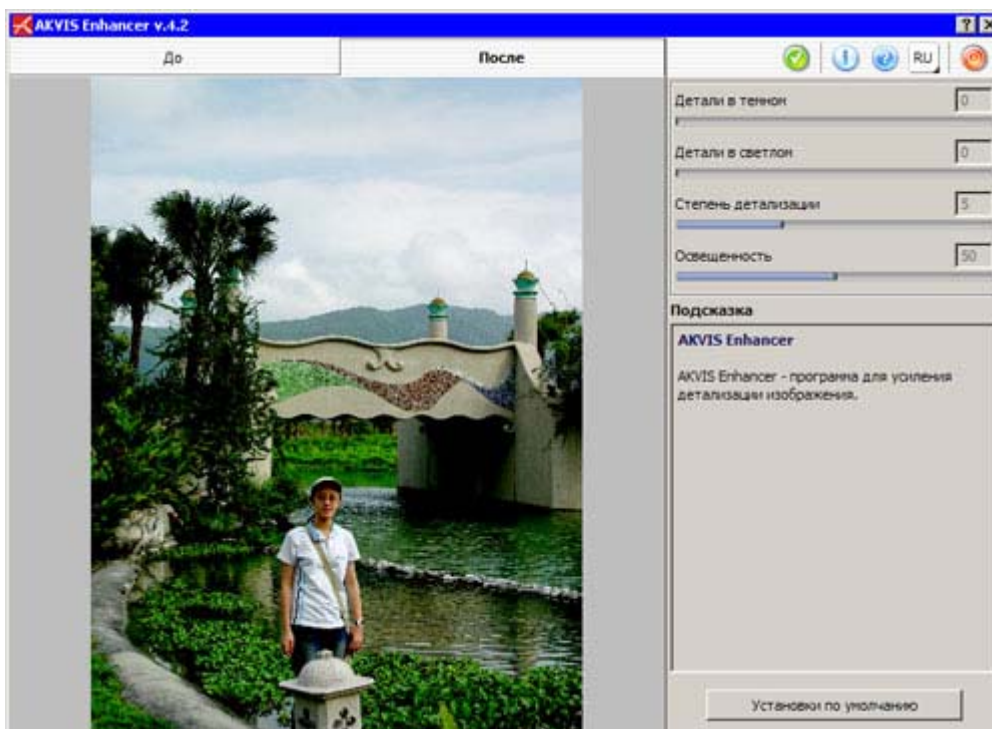 AKVIS Enhancer v.4.2
До
После
RU
Детали в темном
0
Детали в светлом
0
Степень детализации
5
Освещенность
50
Подсказка
AKVIS Enhancer
AKVIS Enhancer - программа для усиления
детализации изображения.
Установки по умолчанию